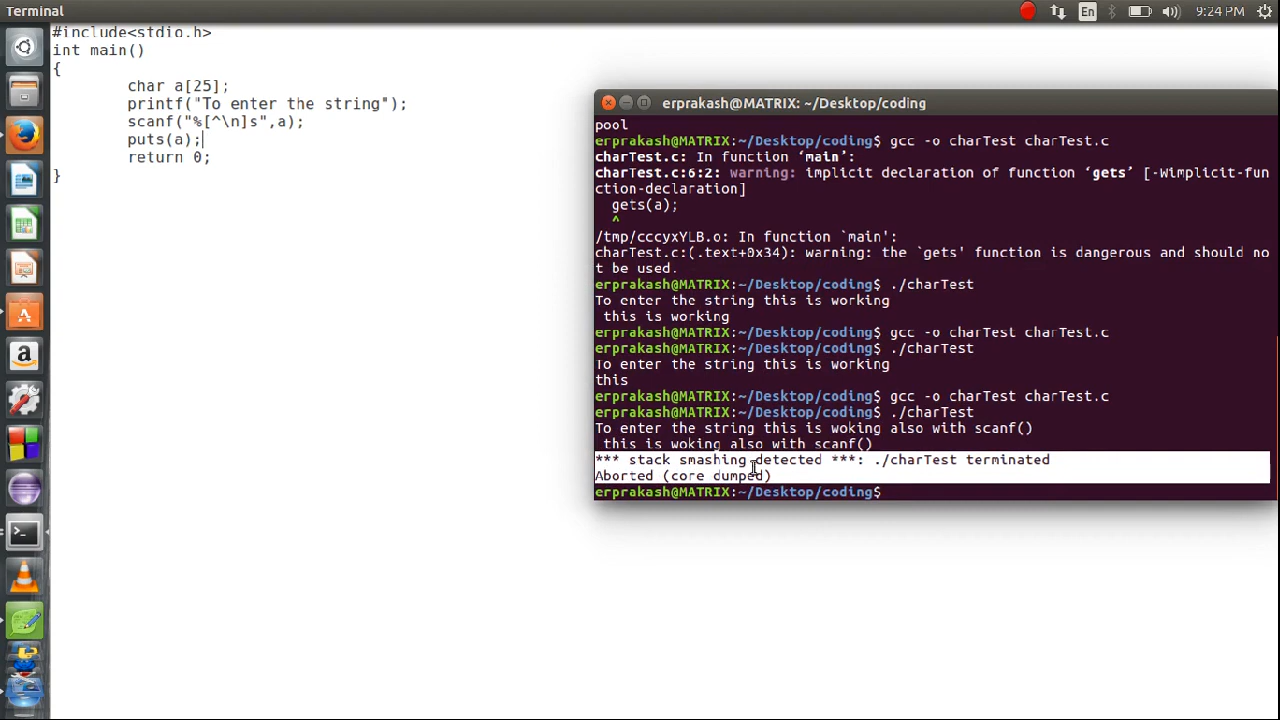 Terminal
En
9:24 PM
#include<stdio.h>
int main()
{
char a[25];
printf("To enter the string");
scanf("%[^\n]s",a);
puts(a);
return 0;
}
erprakash@MATRIX: ~/Desktop/coding
pool
erprakash@MATRIX:~/Desktop/coding$ gcc -o charTest charTest.c
charTest.c: In function ‘main’:
charTest.c:6:2: warning: implicit declaration of function ‘gets’ [-Wimplicit-fun
ction-declaration]
gets(a);
^
/tmp/cccyxYLB.o: In function `main':
charTest.c:(.text+0x34): warning: the `gets' function is dangerous and should no
t be used.
erprakash@MATRIX:~/Desktop/coding$ ./charTest
To enter the string this is working
this is working
erprakash@MATRIX:~/Desktop/coding$ gcc -o charTest charTest.c
erprakash@MATRIX:~/Desktop/coding$ ./charTest
To enter the string this is working
this
erprakash@MATRIX:~/Desktop/coding$ gcc -o charTest charTest.c
erprakash@MATRIX:~/Desktop/coding$ ./charTest
To enter the string this is woking also with scanf()
this is woking also with scanf()
*** stack smashing detected ***: ./charTest terminated
Aborted (core dumped)
erprakash@MATRIX:~/Desktop/coding$